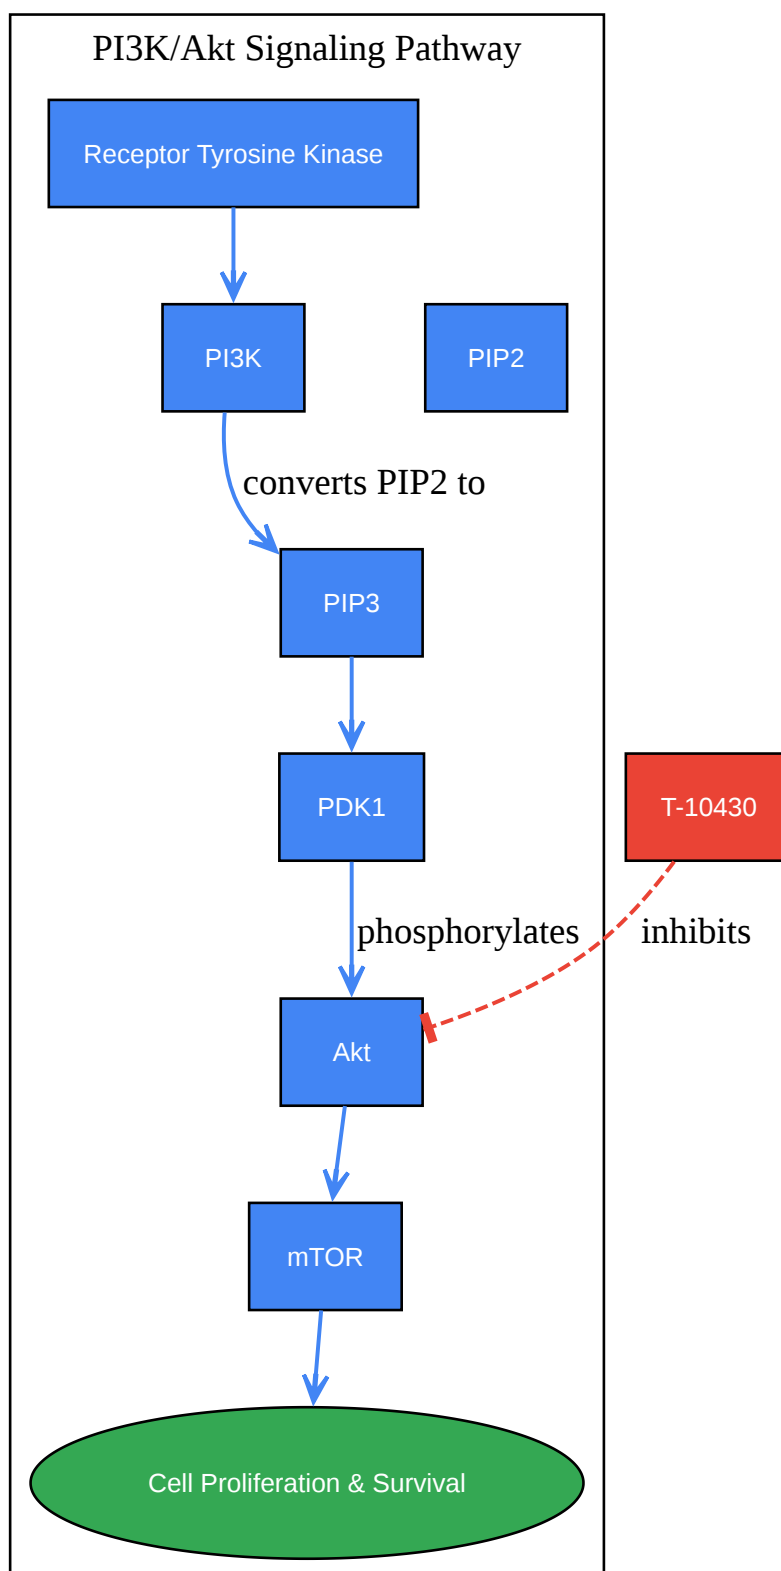 PI3K/Akt Signaling Pathway
Receptor Tyrosine Kinase
PI3K
PIP2
converts PIP2 to
PIP3
PDK1
T-10430
phosphorylates
inhibits
Akt
mTOR
Cell Proliferation & Survival